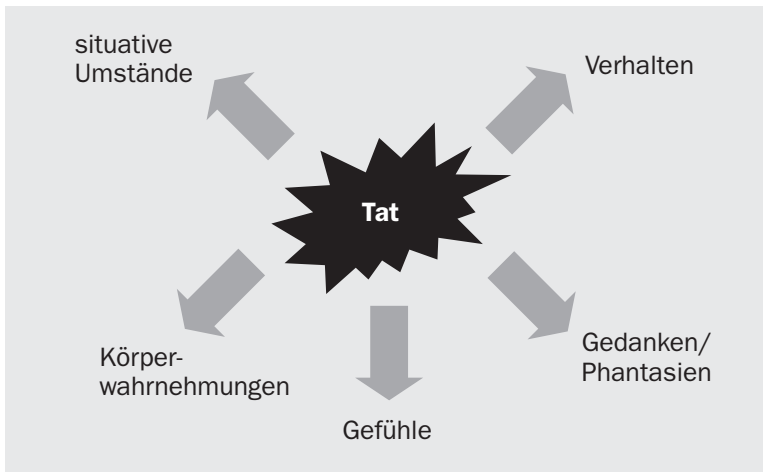 situative
Umstände
Verhalten
Tat
Körper-
wahrnehmungen
Gefühle
Gedanken/
Phantasien